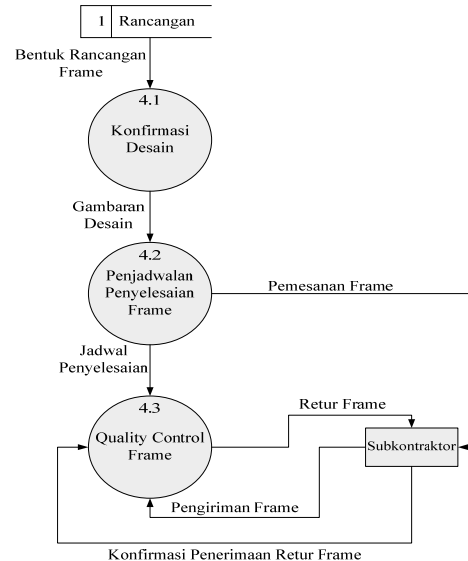 1 Rancangan
Bentuk Rancangan
Frame
4.1
Konfirmasi
Desain
Gambaran
Desain
4.2
Penjadwalan
Penyelesaian
Frame
Pemesanan Frame
Jadwal
Penyelesaian
4.3
Quality Control
Frame
Retur Frame
Subkontraktor
Pengiriman Frame
Konfirmasi Penerimaan Retur Frame